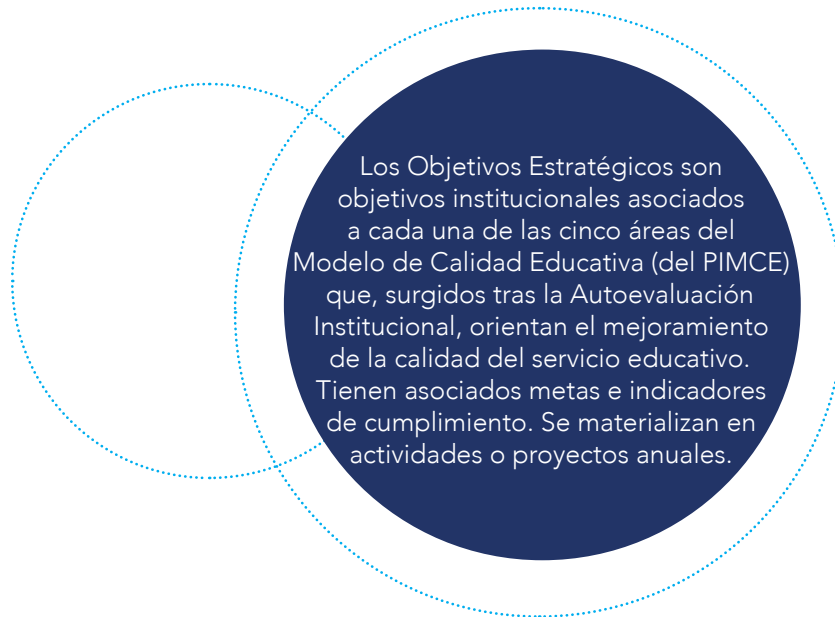 Los Objetivos Estratégicos son
objetivos institucionales asociados
a cada una de las cinco áreas del
Modelo de Calidad Educativa (del PIMCE)
que, surgidos tras la Autoevaluación
Institucional, orientan el mejoramiento
de la calidad del servicio educativo.
Tienen asociados metas e indicadores
de cumplimiento. Se materializan en
actividades o proyectos anuales.